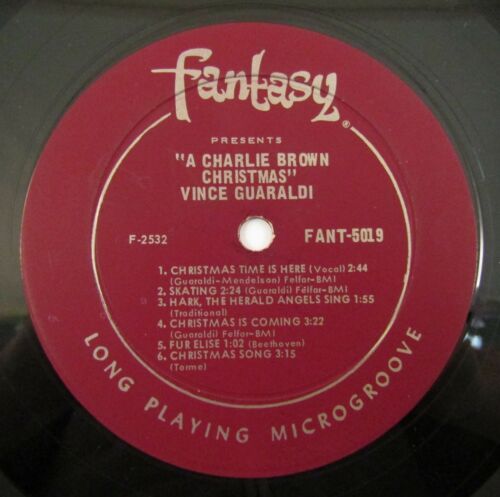 Fantasy®
PRESENTS
"A CHARLIE BROWN
CHRISTMAS"
VINCE GUARALDI
F-2532
FANT-5019
1. CHRISTMAS TIME IS HERE (Vocal) 2:44
(Guaraldi-Mendelson) Felfar-BMI
2. SKATING 2:24 (Guaraldi) Felfar-BMI
3. HARK, THE HERALD ANGELS SING 1:55
(Traditional)
4. CHRISTMAS IS COMING 3:22
(Guaraldi) Felfar-BMI
5. FUR ELISE 1:02 (Beethoven)
6. CHRISTMAS SONG 3:15
(Torme)
LONG PLAYING MICROGROOVE